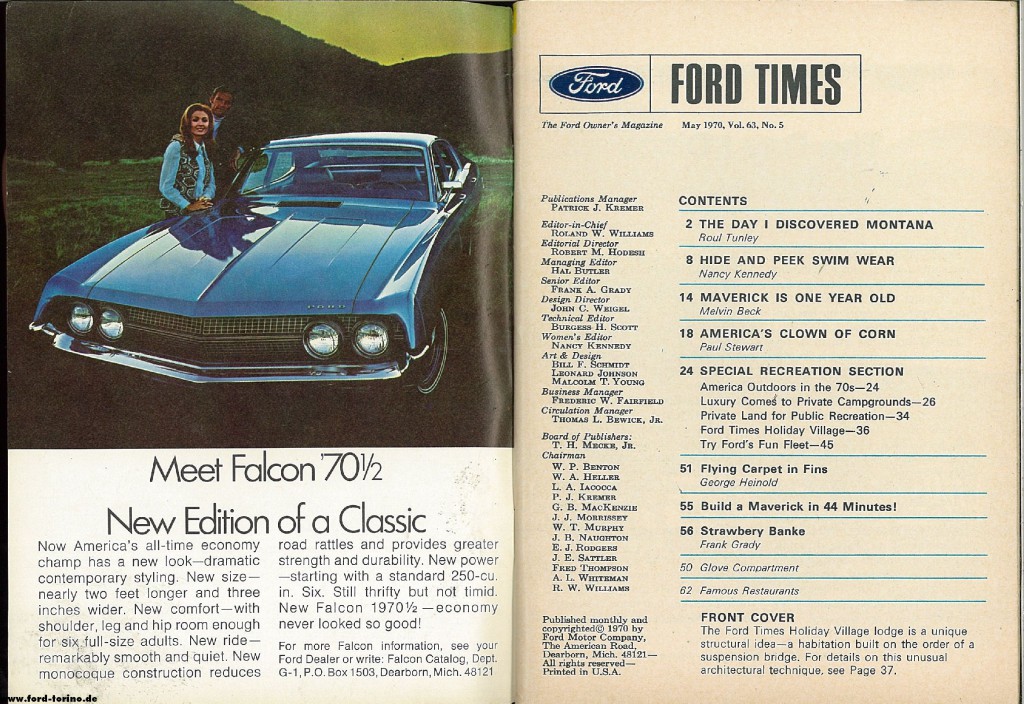 FORD
Meet Falcon '70½
New Edition of a Classic
Now America's all-time economy
champ has a new look—dramatic
contemporary styling. New size—
nearly two feet longer and three
inches wider. New comfort—with
shoulder, leg and hip room enough
for six full-size adults. New ride—
remarkably smooth and quiet. New
monocoque construction reduces
road rattles and provides greater
strength and durability. New power
—starting with a standard 250-cu.
in. Six. Still thrifty but not timid.
New Falcon 1970½—economy
never looked so good!
For more Falcon information, see your
Ford Dealer or write: Falcon Catalog, Dept.
G-1, P.O. Box 1503, Dearborn, Mich. 48121
www.ford-torino.de
Ford
FORD TIMES
The Ford Owner's Magazine May 1970, Vol. 63, No. 5
Publications Manager
PATRICK J. KREMER
Editor-in-Chief
ROLAND W. WILLIAMS
Editorial Director
ROBERT M. HODESH
Managing Editor
HAL BUTLER
Senior Editor
FRANK A. GRADY
Design Director
JOHN C. WEIGEL
Technical Editor
BURGESS H. SCOTT
Women's Editor
NANCY KENNEDY
Art & Design
BILL F. SCHMIDT
LEONARD JOHNSON
MALCOLM T. YOUNG
Business Manager
FREDERIC W. FAIRFIELD
Circulation Manager
THOMAS L. BEWICK, JR.
Board of Publishers:
T. H. MECKE, JR.
Chairman
W. P. BENTON
W. A. HELLER
L. A. IACOCCA
P. J. KREMER
G. B. MACKENZIE
J. J. MORRISSEY
W. T. MURPHY
J. B. NAUGHTON
E. J. RODGERS
J. E. SATTLER
FRED THOMPSON
A. L. WHITEMAN
R. W. WILLIAMS
Published monthly and
copyrighted© 1970 by
Ford Motor Company,
The American Road,
Dearborn, Mich. 48121—
All rights reserved—
Printed in U.S.A.
CONTENTS
2 THE DAY I DISCOVERED MONTANA
Roul Tunley
8 HIDE AND PEEK SWIM WEAR
Nancy Kennedy
14 MAVERICK IS ONE YEAR OLD
Melvin Beck
18 AMERICA'S CLOWN OF CORN
Paul Stewart
24 SPECIAL RECREATION SECTION
America Outdoors in the 70s—24
Luxury Comes to Private Campgrounds—26
Private Land for Public Recreation—34
Ford Times Holiday Village—36
Try Ford's Fun Fleet—45
51 Flying Carpet in Fins
George Heinold
55 Build a Maverick in 44 Minutes!
56 Strawbery Banke
Frank Grady
50 Glove Compartment
62 Famous Restaurants
FRONT COVER
The Ford Times Holiday Village lodge is a unique
structural idea—a habitation built on the order of a
suspension bridge. For details on this unusual
architectural technique, see Page 37.